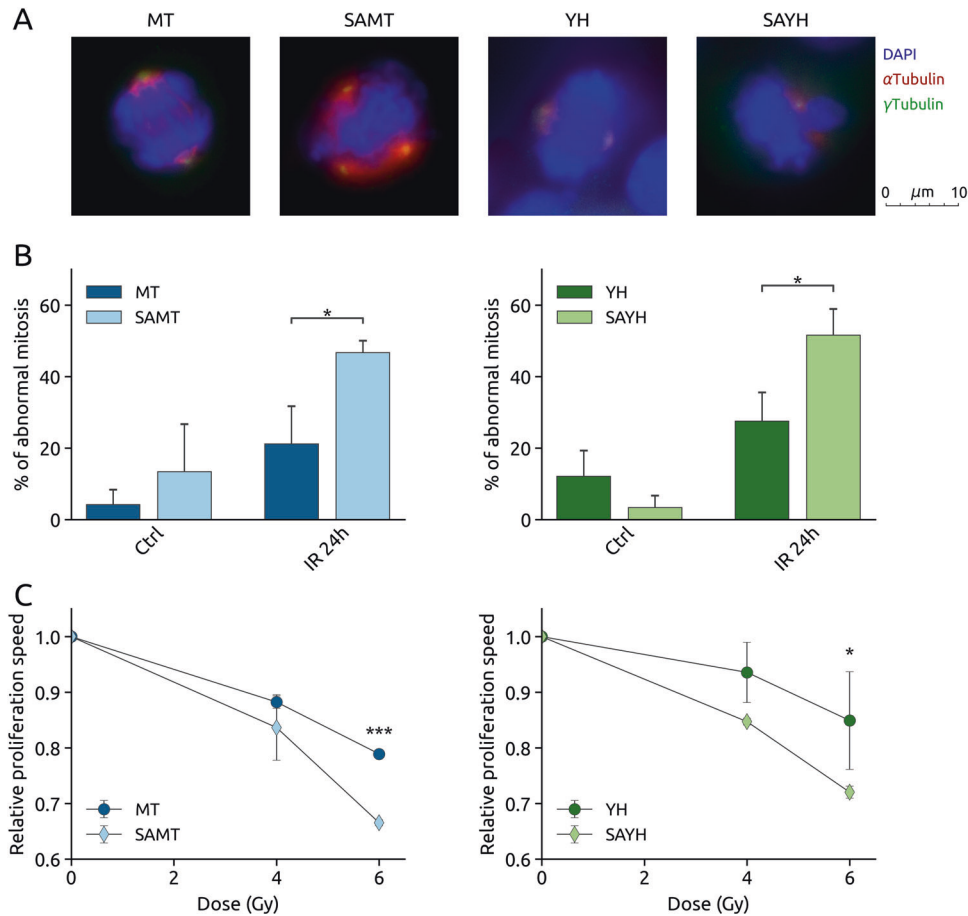 A
MT
SAMT
YH
SAYH
DAPI
αTubulin
γTubulin
0 μm 10
B
% of abnormal mitosis
60
40
20
0
MT
SAMT
*
Ctrl
IR 24h
% of abnormal mitosis
60
40
20
0
YH
SAYH
*
Ctrl
IR 24h
C
Relative proliferation speed
1.0
0.9
0.8
0.7
0.6
***
MT
SAMT
0 2 4 6
Dose (Gy)
Relative proliferation speed
1.0
0.9
0.8
0.7
0.6
*
YH
SAYH
0 2 4 6
Dose (Gy)